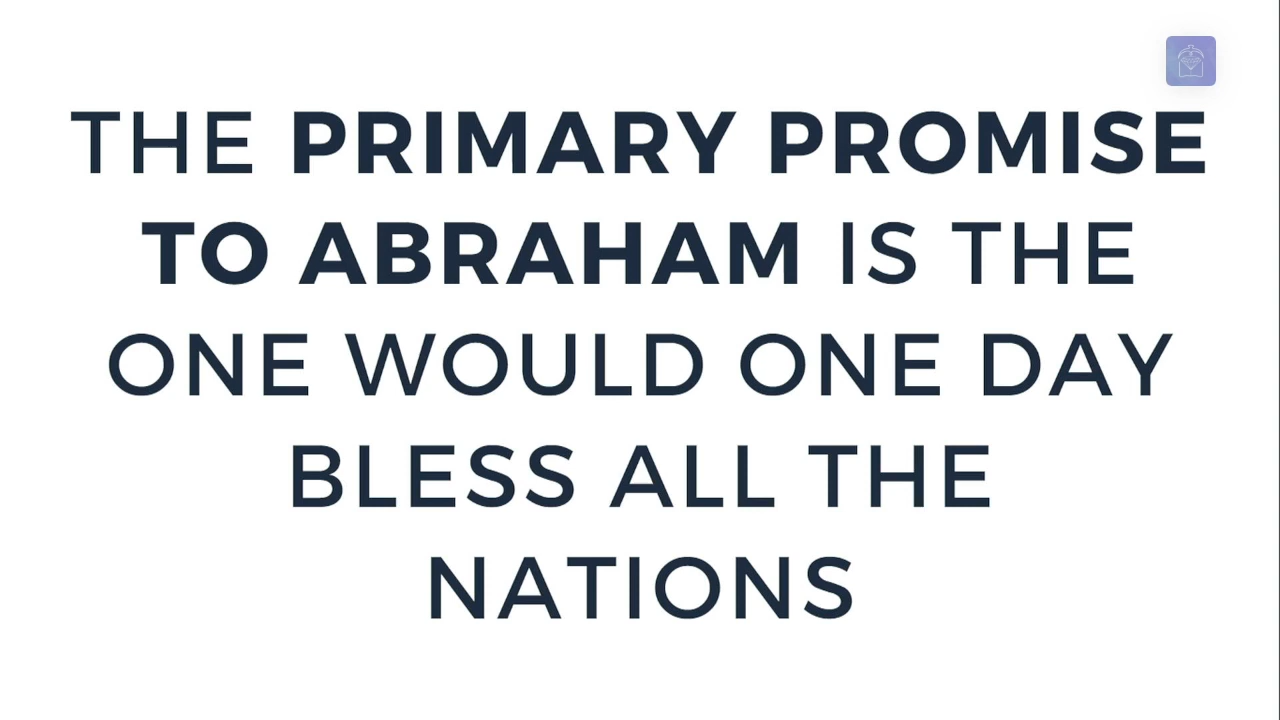 THE PRIMARY PROMISE
TO ABRAHAM IS THE
ONE WOULD ONE DAY
BLESS ALL THE
NATIONS